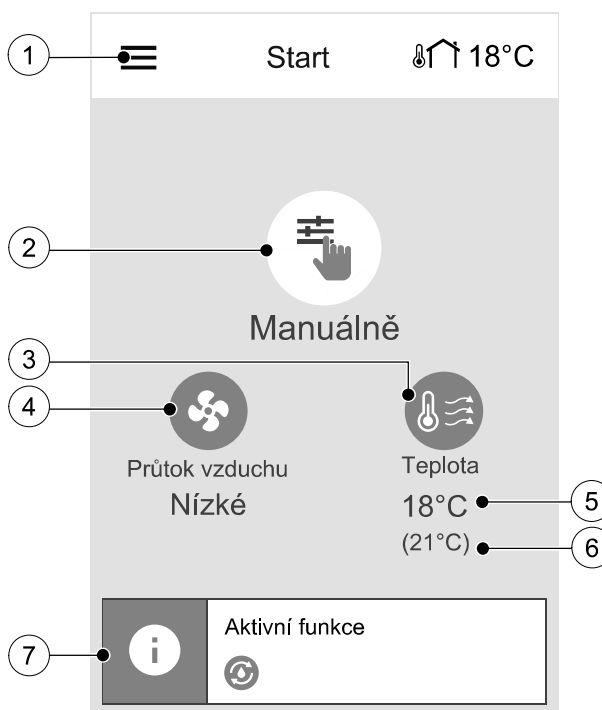 1
Start
18°C
2
Manuálně
3
4
Průtok vzduchu
Nízké
Teplota
18°C
5
(21°C)
6
7
i
Aktivní funkce